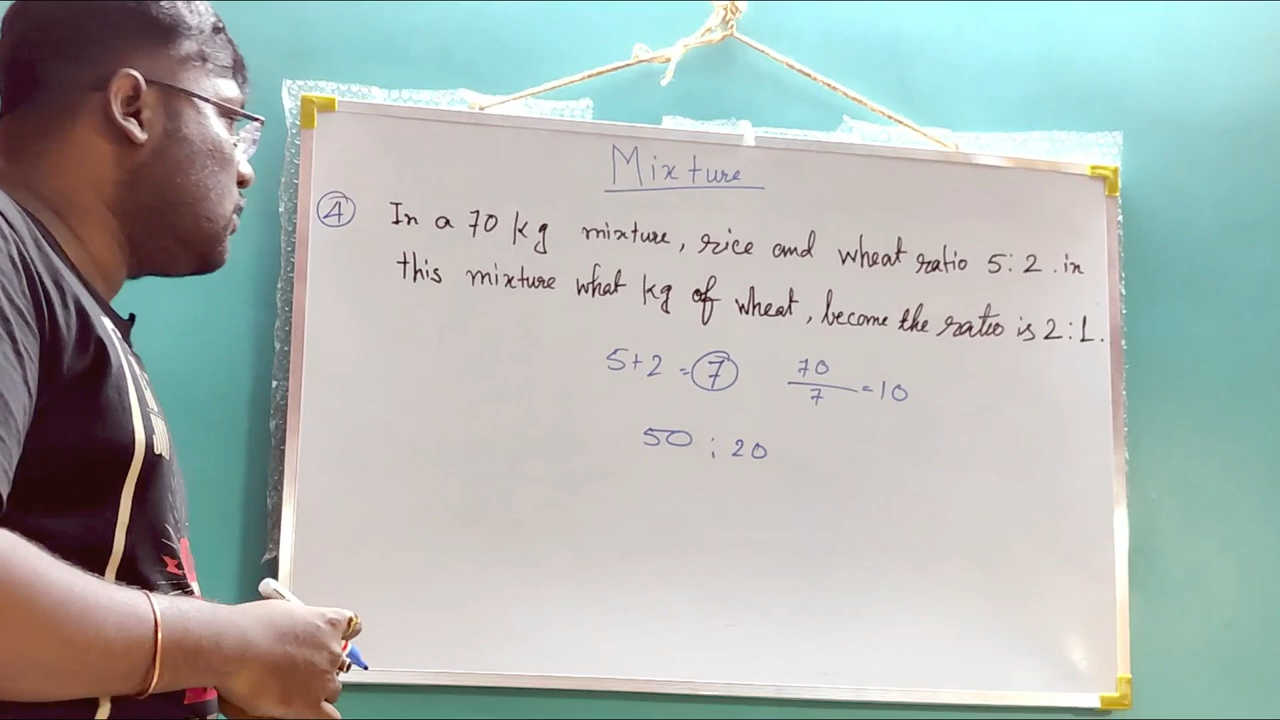 Mixture
④ In a 70 kg mixture, rice and wheat ratio 5:2. in
this mixture what kg of wheat, become the ratio is 2:1.
5+2=7 70/7=10
50:20